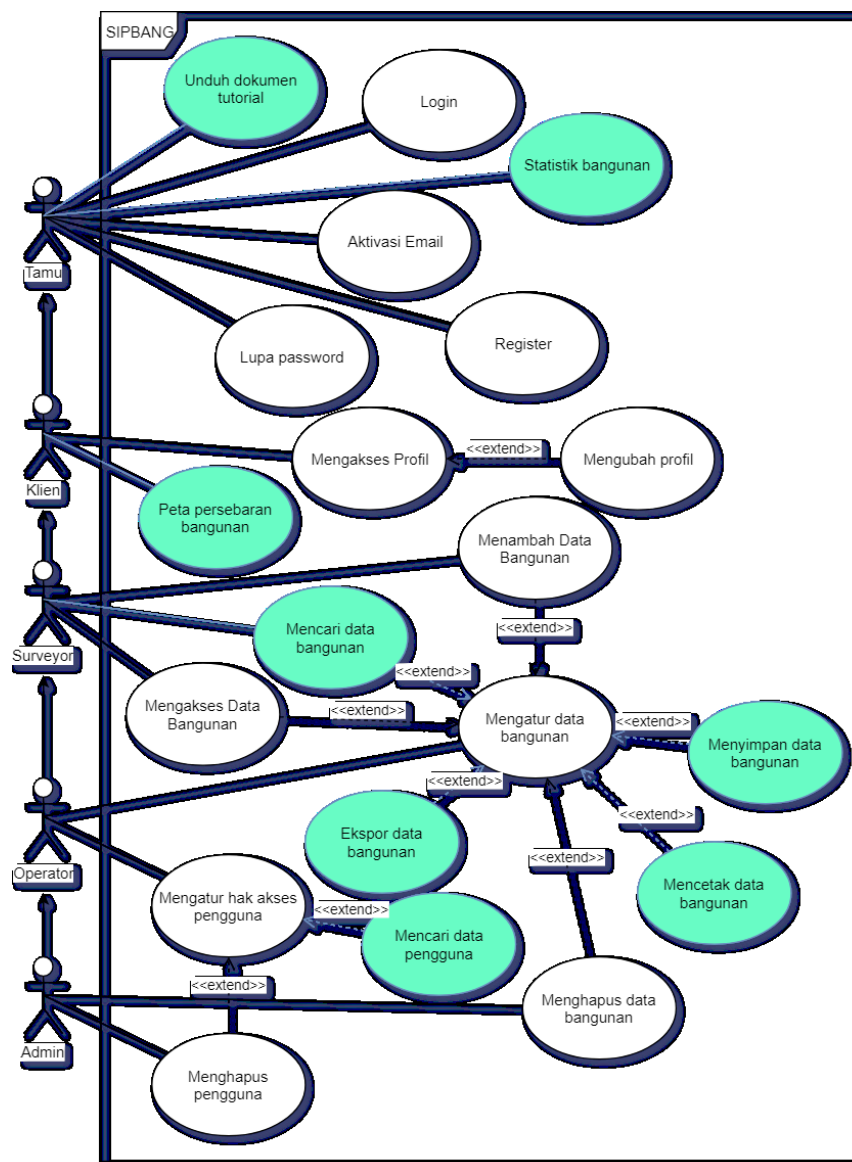 SIPBANG
Unduh dokumen
tutorial
Login
Statistik bangunan
Aktivasi Email
Tamu
Register
Lupa password
Mengakses Profil
<<extend>>
Mengubah profil
Klien
Peta persebaran
bangunan
Menambah Data
Bangunan
Mencari data
bangunan
<<extend>>
Surveyor
<<extend>>
Mengakses Data
Bangunan
<<extend>>
Mengatur data
bangunan
<<extend>>
Menyimpan data
bangunan
<<extend>>
Ekspor data
bangunan
<<extend>>
Mencetak data
bangunan
<<extend>>
Operator
Mengatur hak akses
pengguna
<<extend>>
Mencari data
pengguna
<<extend>>
Menghapus data
bangunan
Admin
Menghapus
pengguna